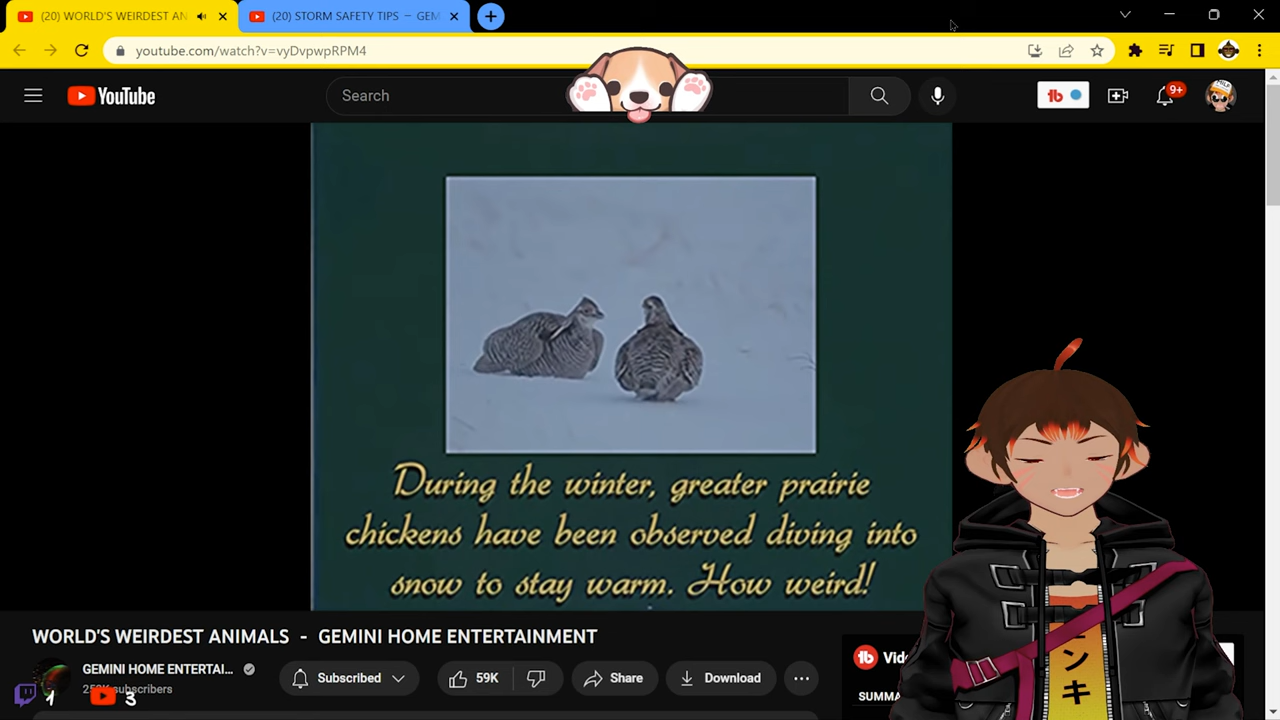 (20) WORLD'S WEIRDEST AN
(20) STORM SAFETY TIPS – GEM
youtube.com/watch?v=vyDvpwpRPM4
YouTube
Search
9+
During the winter, greater prairie
chickens have been observed diving into
snow to stay warm. How weird!
WORLD'S WEIRDEST ANIMALS - GEMINI HOME ENTERTAINMENT
GEMINI HOME ENTERTAI...
subscribers
Subscribed
59K
Share
Download
1
3
tb
SUMMA
ンキ